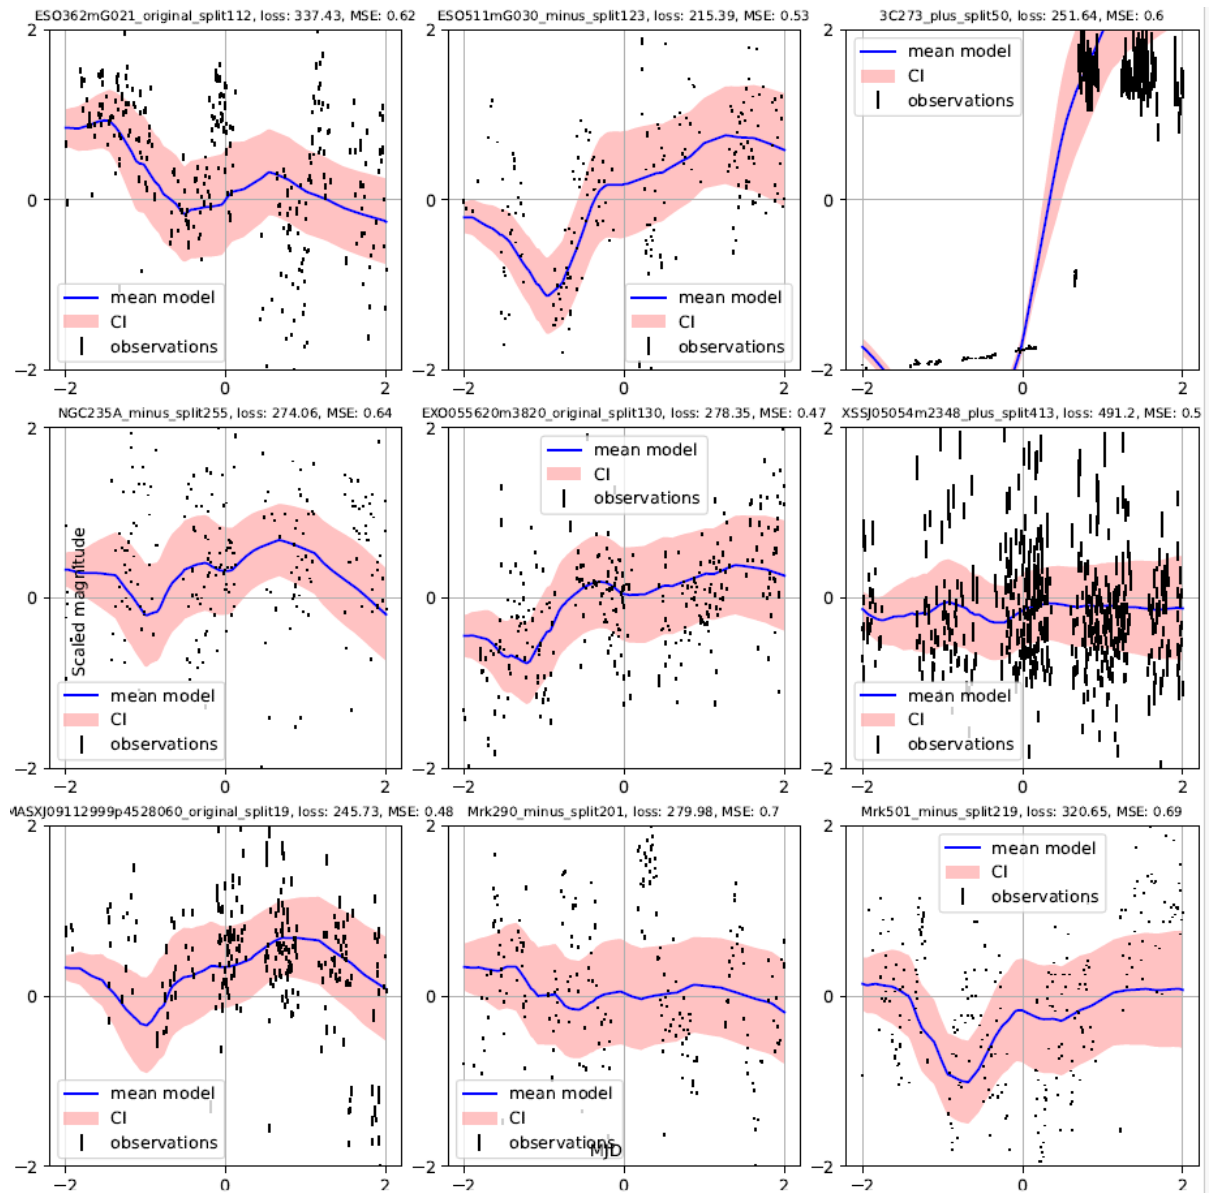 ESO362mG021_original_split112, loss: 337.43, MSE: 0.62
2
0
−2
−2 0 2
mean model
CI
observations
ESO511mG030_minus_split123, loss: 215.39, MSE: 0.53
2
0
−2
−2 0 2
mean model
CI
observations
3C273_plus_split50, loss: 251.64, MSE: 0.6
2
0
−2
−2 0 2
mean model
CI
observations
NGC235A_minus_split255, loss: 274.06, MSE: 0.64
2
0
−2
−2 0 2
Scaled magnitude
mean model
CI
observations
EXO055620m3820_original_split130, loss: 278.35, MSE: 0.47
2
0
−2
−2 0 2
mean model
CI
observations
XSSJ05054m2348_plus_split413, loss: 491.2, MSE: 0.5
2
0
−2
−2 0 2
mean model
CI
observations
MASXJ09112999p4528060_original_split19, loss: 245.73, MSE: 0.48
2
0
−2
−2 0 2
mean model
CI
observations
Mrk290_minus_split201, loss: 279.98, MSE: 0.7
2
0
−2
−2 0 2
mean model
CI
observations
MJD
Mrk501_minus_split219, loss: 320.65, MSE: 0.69
2
0
−2
−2 0 2
mean model
CI
observations